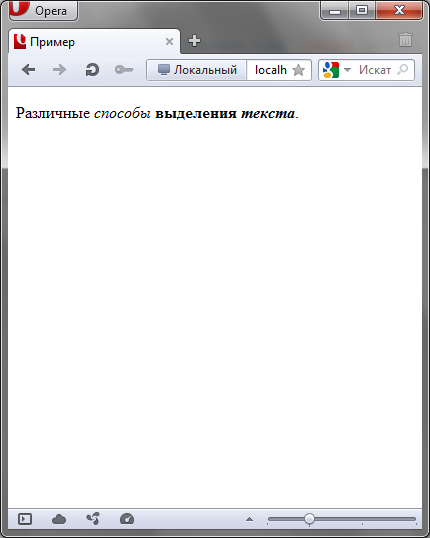 Opera
Пример
Локальный localh Искат
Различные способы выделения текста.